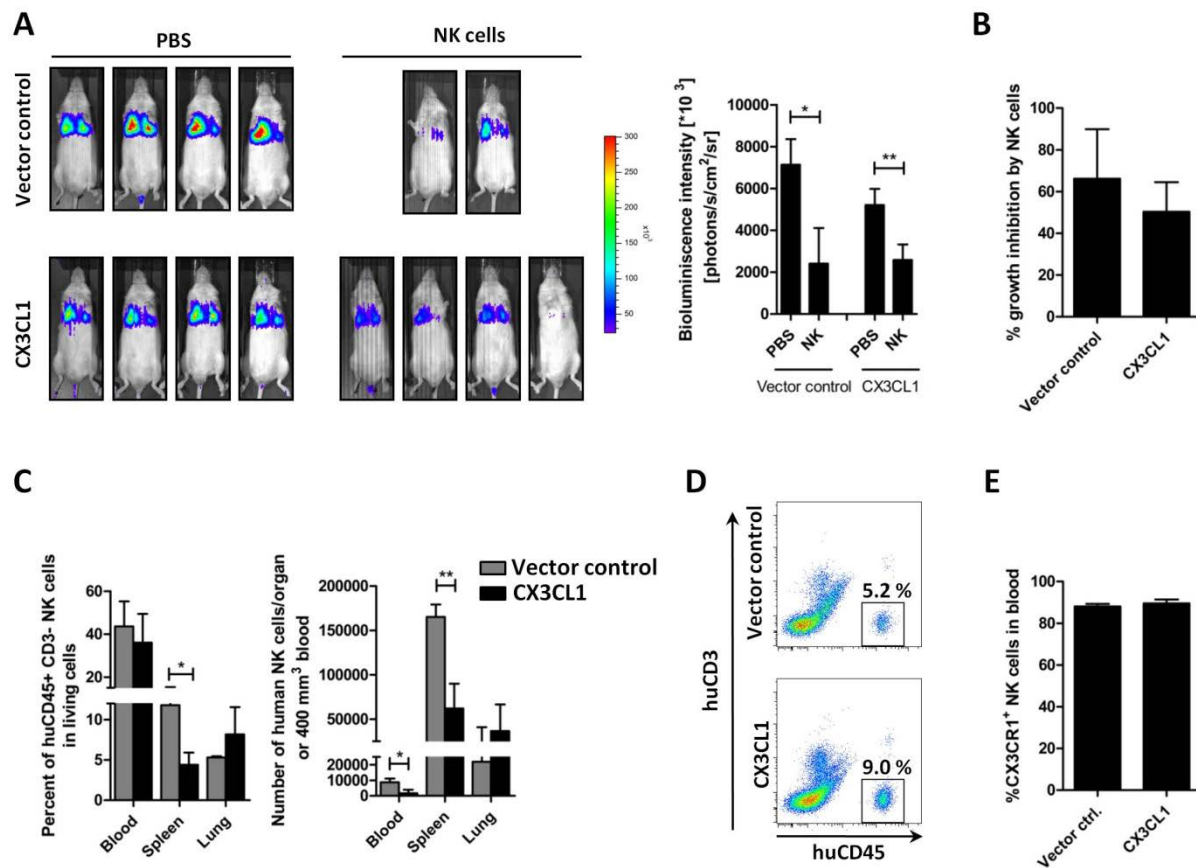 A
PBS
NK cells
Vector control
CX3CL1
300
250
200
150
100
50
x10³
Bioluminiscence intensity [*10 3]
[photons/s/cm²/sr]
10000
8000
6000
4000
2000
0
*
**
PBS
NK
PBS
NK
Vector control
CX3CL1
B
% growth inhibition by NK cells
100
80
60
40
20
0
Vector control
CX3CL1
C
Percent of huCD45+ CD3- NK cells
in living cells
60
40
20
10
5
0
*
Blood
Spleen
Lung
Number of human NK cells/organ
or 400 mm³ blood
200000
150000
100000
50000
20000
10000
0
*
**
Blood
Spleen
Lung
Vector control
CX3CL1
D
huCD3
Vector control
5.2 %
CX3CL1
9.0 %
huCD45
E
%CX3CR1⁺ NK cells in blood
100
80
60
40
20
0
Vector ctrl.
CX3CL1